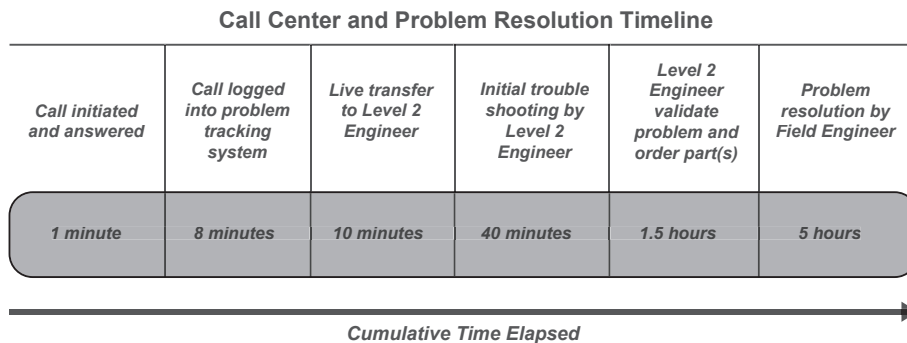 Call Center and Problem Resolution Timeline
Call initiated
and answered
Call logged
into problem
tracking
system
Live transfer
to Level 2
Engineer
Initial trouble
shooting by
Level 2
Engineer
Level 2
Engineer
validate
problem and
order part(s)
Problem
resolution by
Field Engineer
1 minute
8 minutes
10 minutes
40 minutes
1.5 hours
5 hours
Cumulative Time Elapsed